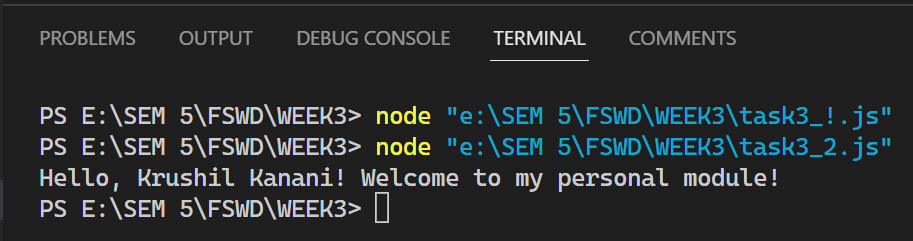 PROBLEMS OUTPUT DEBUG CONSOLE TERMINAL COMMENTS
PS E:\SEM 5\FSWD\WEEK3> node "e:\SEM 5\FSWD\WEEK3\task3_!.js"
PS E:\SEM 5\FSWD\WEEK3> node "e:\SEM 5\FSWD\WEEK3\task3_2.js"
Hello, Krushil Kanani! Welcome to my personal module!
PS E:\SEM 5\FSWD\WEEK3>